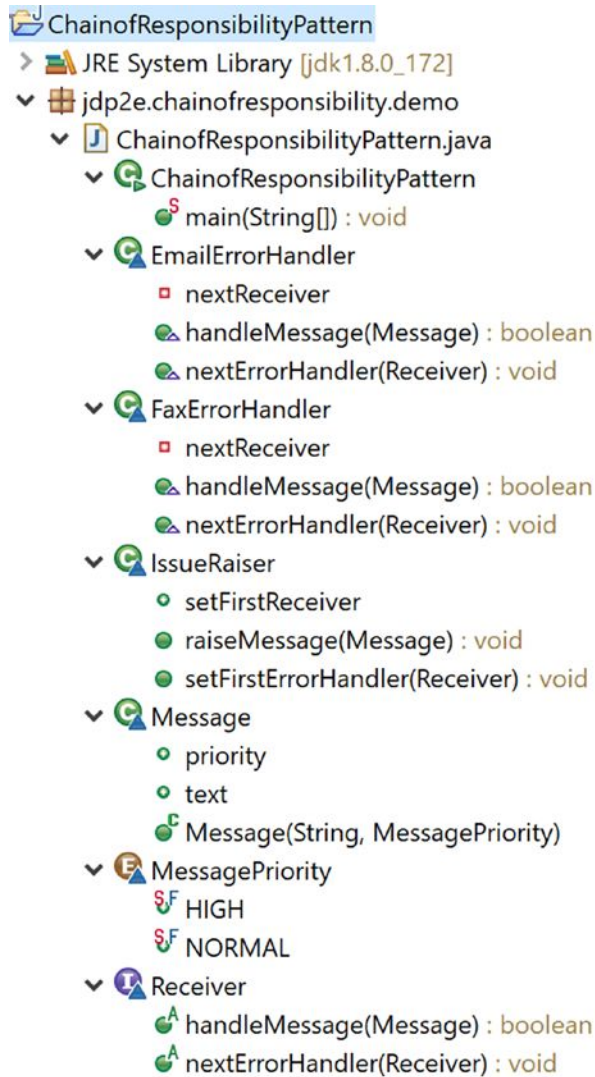 ChainofResponsibilityPattern
JRE System Library [jdk1.8.0_172]
jdp2e.chainofresponsibility.demo
ChainofResponsibilityPattern.java
ChainofResponsibilityPattern
main(String[]) : void
EmailErrorHandler
nextReceiver
handleMessage(Message) : boolean
nextErrorHandler(Receiver) : void
FaxErrorHandler
nextReceiver
handleMessage(Message) : boolean
nextErrorHandler(Receiver) : void
IssueRaiser
setFirstReceiver
raiseMessage(Message) : void
setFirstErrorHandler(Receiver) : void
Message
priority
text
Message(String, MessagePriority)
MessagePriority
HIGH
NORMAL
Receiver
handleMessage(Message) : boolean
nextErrorHandler(Receiver) : void